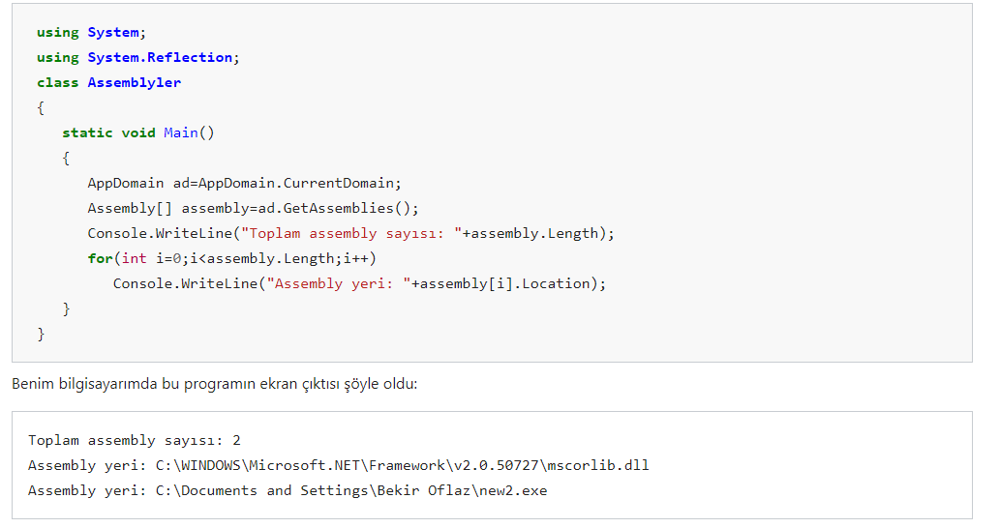 using System;
using System.Reflection;
class Assemblyler
{
   static void Main()
   {
      AppDomain ad=AppDomain.CurrentDomain;
      Assembly[] assembly=ad.GetAssemblies();
      Console.WriteLine("Toplam assembly sayısı: "+assembly.Length);
      for(int i=0;i<assembly.Length;i++)
         Console.WriteLine("Assembly yeri: "+assembly[i].Location);
   }
}
Benim bilgisayarımda bu programın ekran çıktısı şöyle oldu:
Toplam assembly sayısı: 2
Assembly yeri: C:\WINDOWS\Microsoft.NET\Framework\v2.0.50727\mscorlib.dll
Assembly yeri: C:\Documents and Settings\Bekir Oflaz\new2.exe